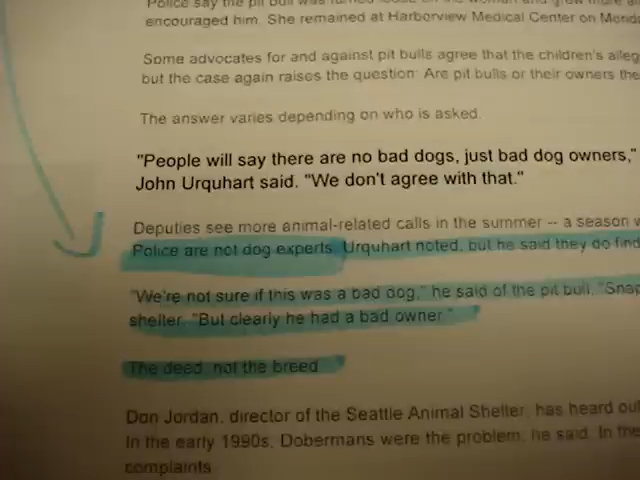 Police say the pit bull was turned loose on the woman and grew more
encouraged him. She remained at Harborview Medical Center on Monda
Some advocates for and against pit bulls agree that the children's alleg
but the case again raises the question: Are pit bulls or their owners the
The answer varies depending on who is asked.
"People will say there are no bad dogs, just bad dog owners,"
John Urquhart said. "We don't agree with that."
Deputies see more animal-related calls in the summer -- a season w
Police are not dog experts, Urquhart noted, but he said they do find
"We're not sure if this was a bad dog," he said of the pit bull, "Snap
shelter. "But clearly he had a bad owner."
The deed, not the breed
Don Jordan, director of the Seattle Animal Shelter, has heard out
In the early 1990s, Dobermans were the problem, he said. In the
complaints